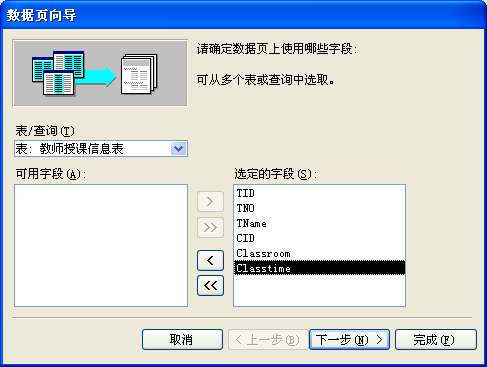 数据页向导
请确定数据页上使用哪些字段:
可从多个表或查询中选取。
表/查询(T)
表: 教师授课信息表
可用字段(A):
选定的字段(S):
TID
TNO
TName
CID
Classroom
Classtime
>
>>
<
<<
取消
< 上一步(B)
下一步(N) >
完成(F)